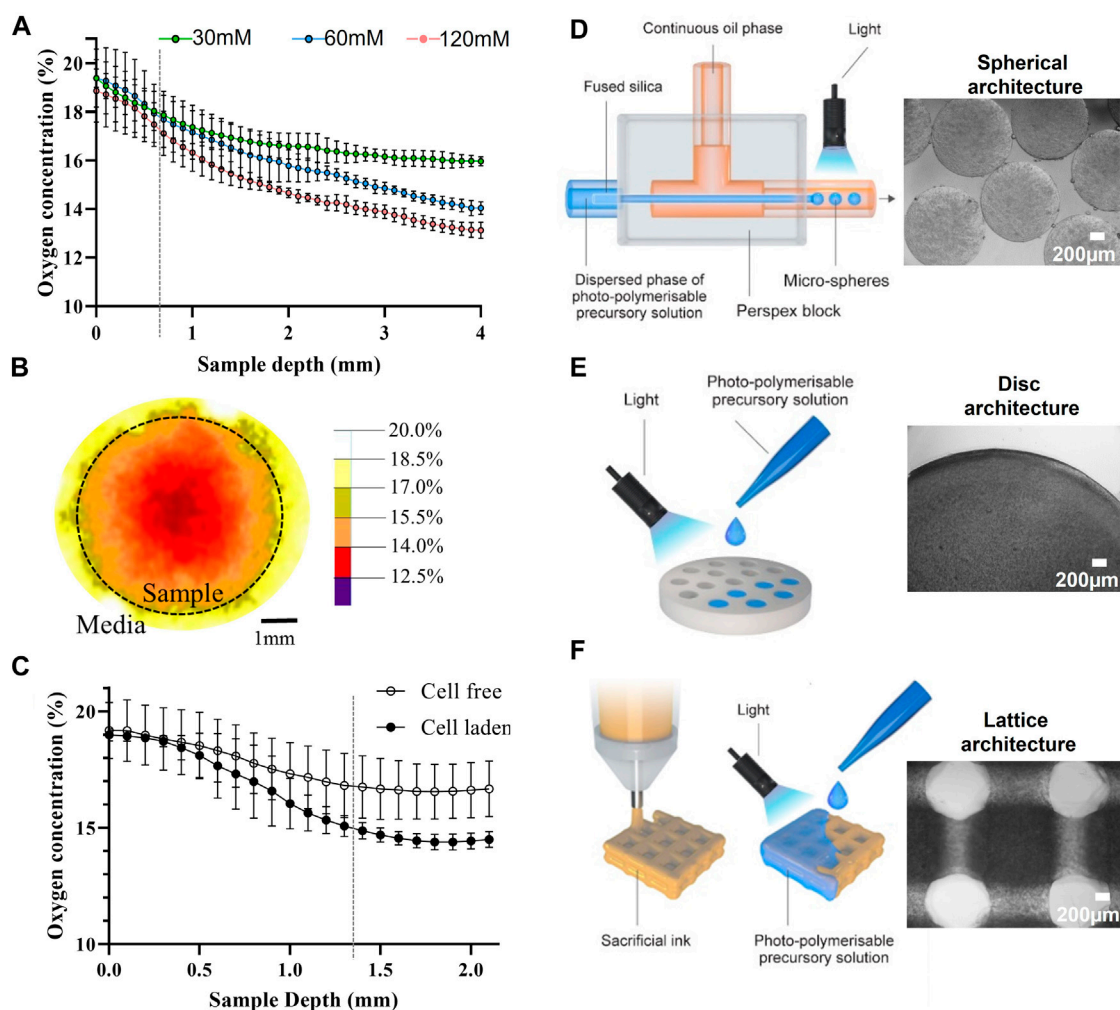 A
30mM
60mM
120mM
Oxygen concentration (%)
20
18
16
14
12
10
0
1
2
3
4
Sample depth (mm)
B
Sample
Media
1mm
20.0%
18.5%
17.0%
15.5%
14.0%
12.5%
C
Cell free
Cell laden
Oxygen concentration (%)
20
15
10
0.0
0.5
1.0
1.5
2.0
Sample Depth (mm)
D
Continuous oil phase
Light
Fused silica
Dispersed phase of
photo-polymerisable
precursory solution
Micro-spheres
Perspex block
Spherical
architecture
200µm
E
Light
Photo-polymerisable
precursory solution
Disc
architecture
200µm
F
Light
Sacrificial ink
Photo-polymerisable
precursory solution
Lattice
architecture
200µm